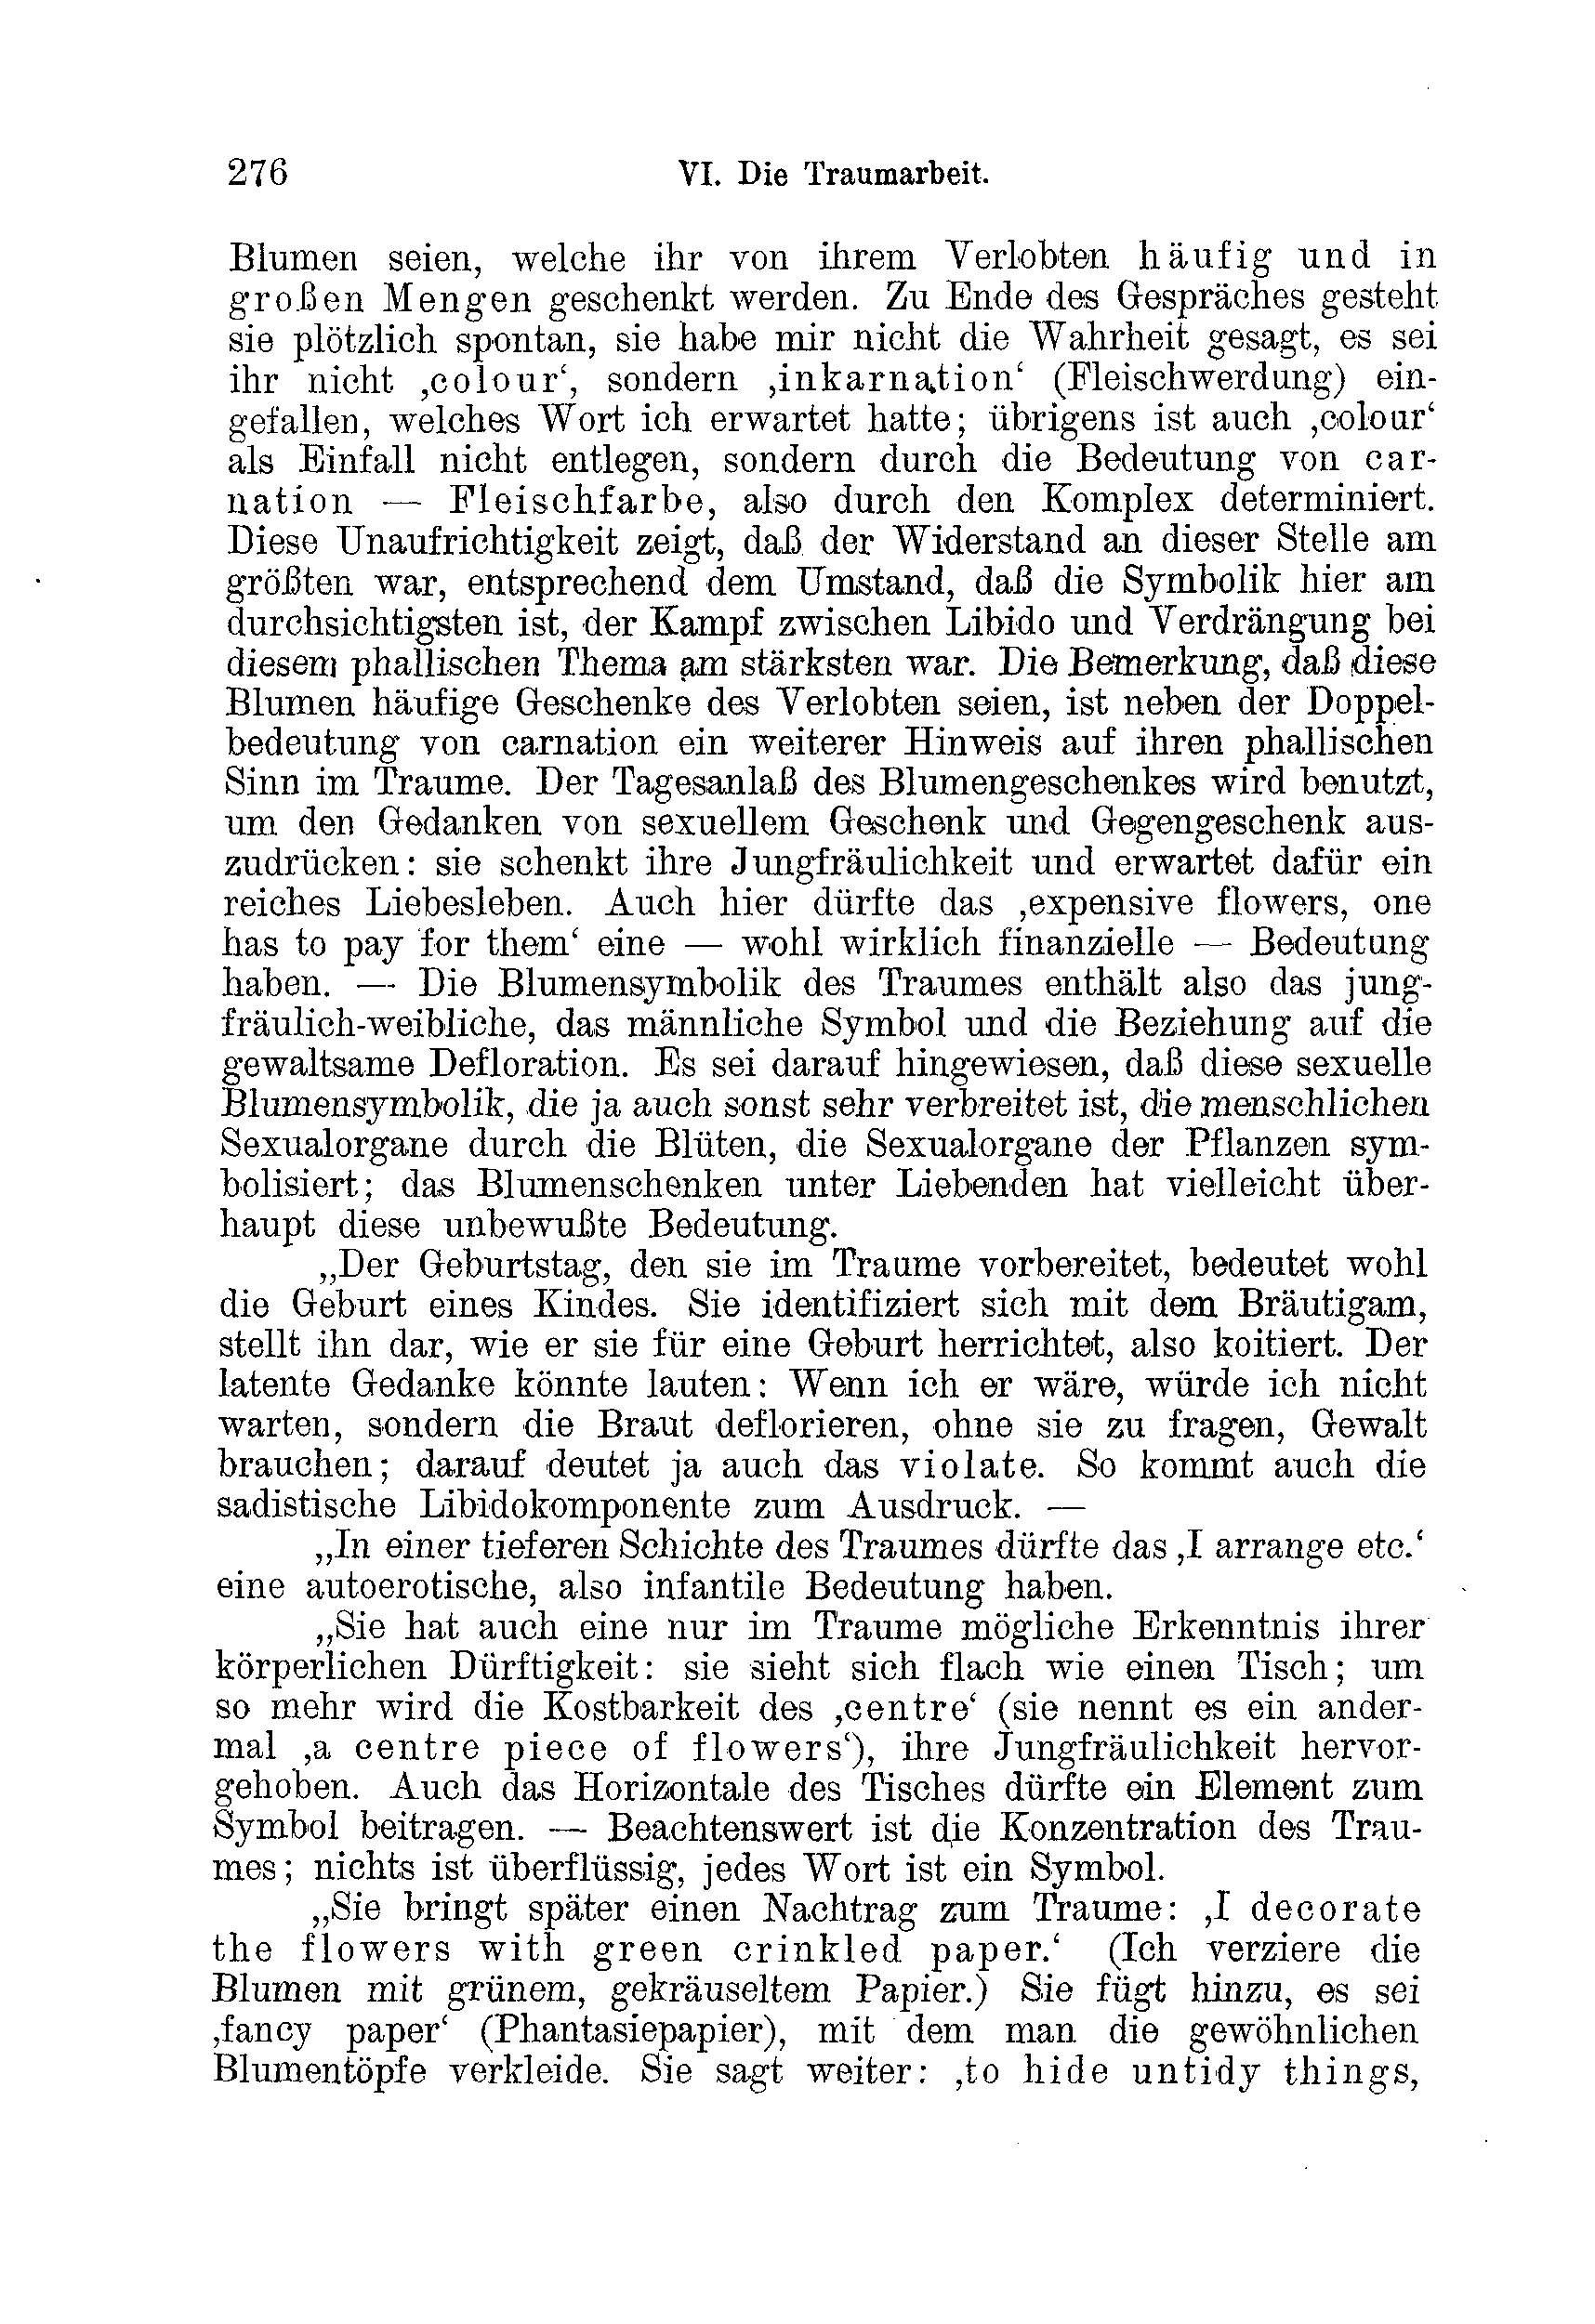 276
VI. Die Traumarbeit.
Blumen seien, welche ihr von ihrem Verlobten häufig und in
großen Mengen geschenkt werden. Zu Ende des Gespräches gesteht
sie plötzlich spontan, sie habe mir nicht die Wahrheit gesagt, es sei
ihr nicht ‚colour‘, sondern ‚inkarnation‘ (Fleischwerdung) ein-
gefallen, welches Wort ich erwartet hatte; übrigens ist auch ‚colour‘
als Einfall nicht entlegen, sondern durch die Bedeutung von car-
nation — Fleischfarbe, also durch den Komplex determiniert.
Diese Unaufrichtigkeit zeigt, daß der Widerstand an dieser Stelle am
größten war, entsprechend dem Umstand, daß die Symbolik hier am
durchsichtigsten ist, der Kampf zwischen Libido und Verdrängung bei
diesem phallischen Thema am stärksten war. Die Bemerkung, daß diese
Blumen häufige Geschenke des Verlobten seien, ist neben der Doppel-
bedeutung von carnation ein weiterer Hinweis auf ihren phallischen
Sinn im Traume. Der Tagesanlaß des Blumengeschenkes wird benutzt,
um den Gedanken von sexuellem Geschenk und Gegengeschenk aus-
zudrücken: sie schenkt ihre Jungfräulichkeit und erwartet dafür ein
reiches Liebesleben. Auch hier dürfte das ‚expensive flowers, one
has to pay for them‘ eine — wohl wirklich finanzielle — Bedeutung
haben. — Die Blumensymbolik des Traumes enthält also das jung-
fräulich-weibliche, das männliche Symbol und die Beziehung auf die
gewaltsame Defloration. Es sei darauf hingewiesen, daß diese sexuelle
Blumensymbolik, die ja auch sonst sehr verbreitet ist, die menschlichen
Sexualorgane durch die Blüten, die Sexualorgane der Pflanzen sym-
bolisiert; das Blumenschenken unter Liebenden hat vielleicht über-
haupt diese unbewußte Bedeutung.
„Der Geburtstag, den sie im Traume vorbereitet, bedeutet wohl
die Geburt eines Kindes. Sie identifiziert sich mit dem Bräutigam,
stellt ihn dar, wie er sie für eine Geburt herrichtet, also koitiert. Der
latente Gedanke könnte lauten: Wenn ich er wäre, würde ich nicht
warten, sondern die Braut deflorieren, ohne sie zu fragen, Gewalt
brauchen; darauf deutet ja auch das violate. So kommt auch die
sadistische Libidokomponente zum Ausdruck. —
„In einer tieferen Schichte des Traumes dürfte das ‚I arrange etc.‘
eine autoerotische, also infantile Bedeutung haben.
„Sie hat auch eine nur im Traume mögliche Erkenntnis ihrer
körperlichen Dürftigkeit: sie sieht sich flach wie einen Tisch; um
so mehr wird die Kostbarkeit des ‚centre‘ (sie nennt es ein ander-
mal ‚a centre piece of flowers‘), ihre Jungfräulichkeit hervor-
gehoben. Auch das Horizontale des Tisches dürfte ein Element zum
Symbol beitragen. — Beachtenswert ist die Konzentration des Trau-
mes; nichts ist überflüssig, jedes Wort ist ein Symbol.
„Sie bringt später einen Nachtrag zum Traume: ‚I decorate
the flowers with green crinkled paper.‘ (Ich verziere die
Blumen mit grünem, gekräuseltem Papier.) Sie fügt hinzu, es sei
‚fancy paper‘ (Phantasiepapier), mit dem man die gewöhnlichen
Blumentöpfe verkleide. Sie sagt weiter: ‚to hide untidy things,